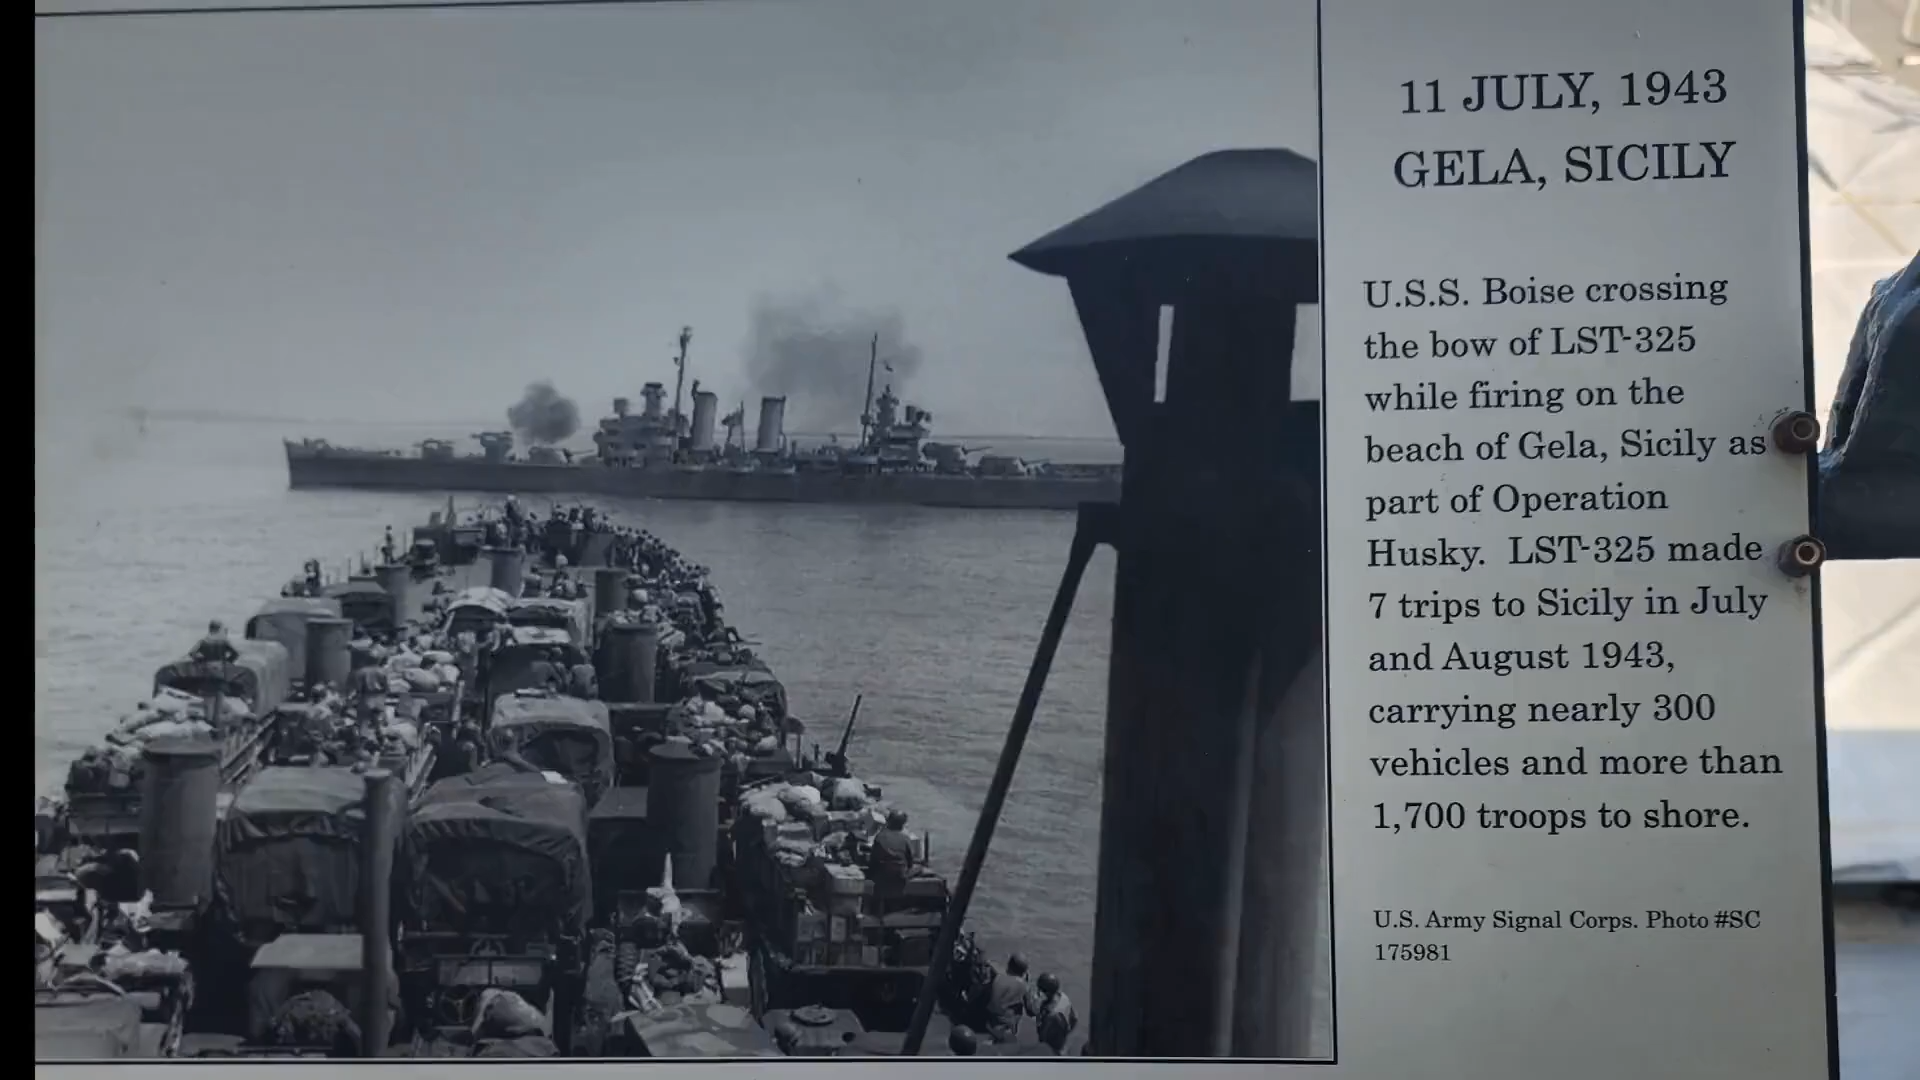 11 JULY, 1943
GELA, SICILY
U.S.S. Boise crossing
the bow of LST-325
while firing on the
beach of Gela, Sicily as
part of Operation
Husky.  LST-325 made
7 trips to Sicily in July
and August 1943,
carrying nearly 300
vehicles and more than
1,700 troops to shore.
U.S. Army Signal Corps. Photo #SC
175981